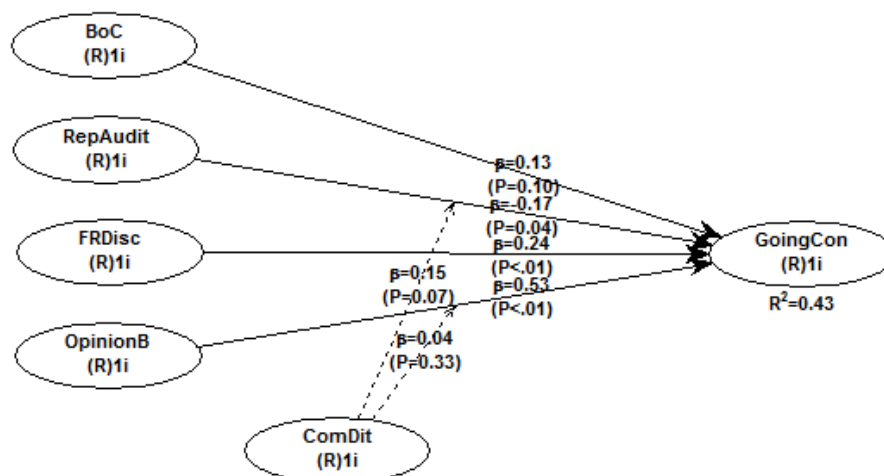 BoC
(R)1i
RepAudit
(R)1i
FRDisc
(R)1i
OpinionB
(R)1i
ComDit
(R)1i
β=0.13
(P=0.10)
β=-0.17
(P=0.04)
β=0.24
(P<.01)
β=0.53
(P<.01)
β=0.15
(P=0.07)
β=0.04
(P=0.33)
GoingCon
(R)1i
R²=0.43